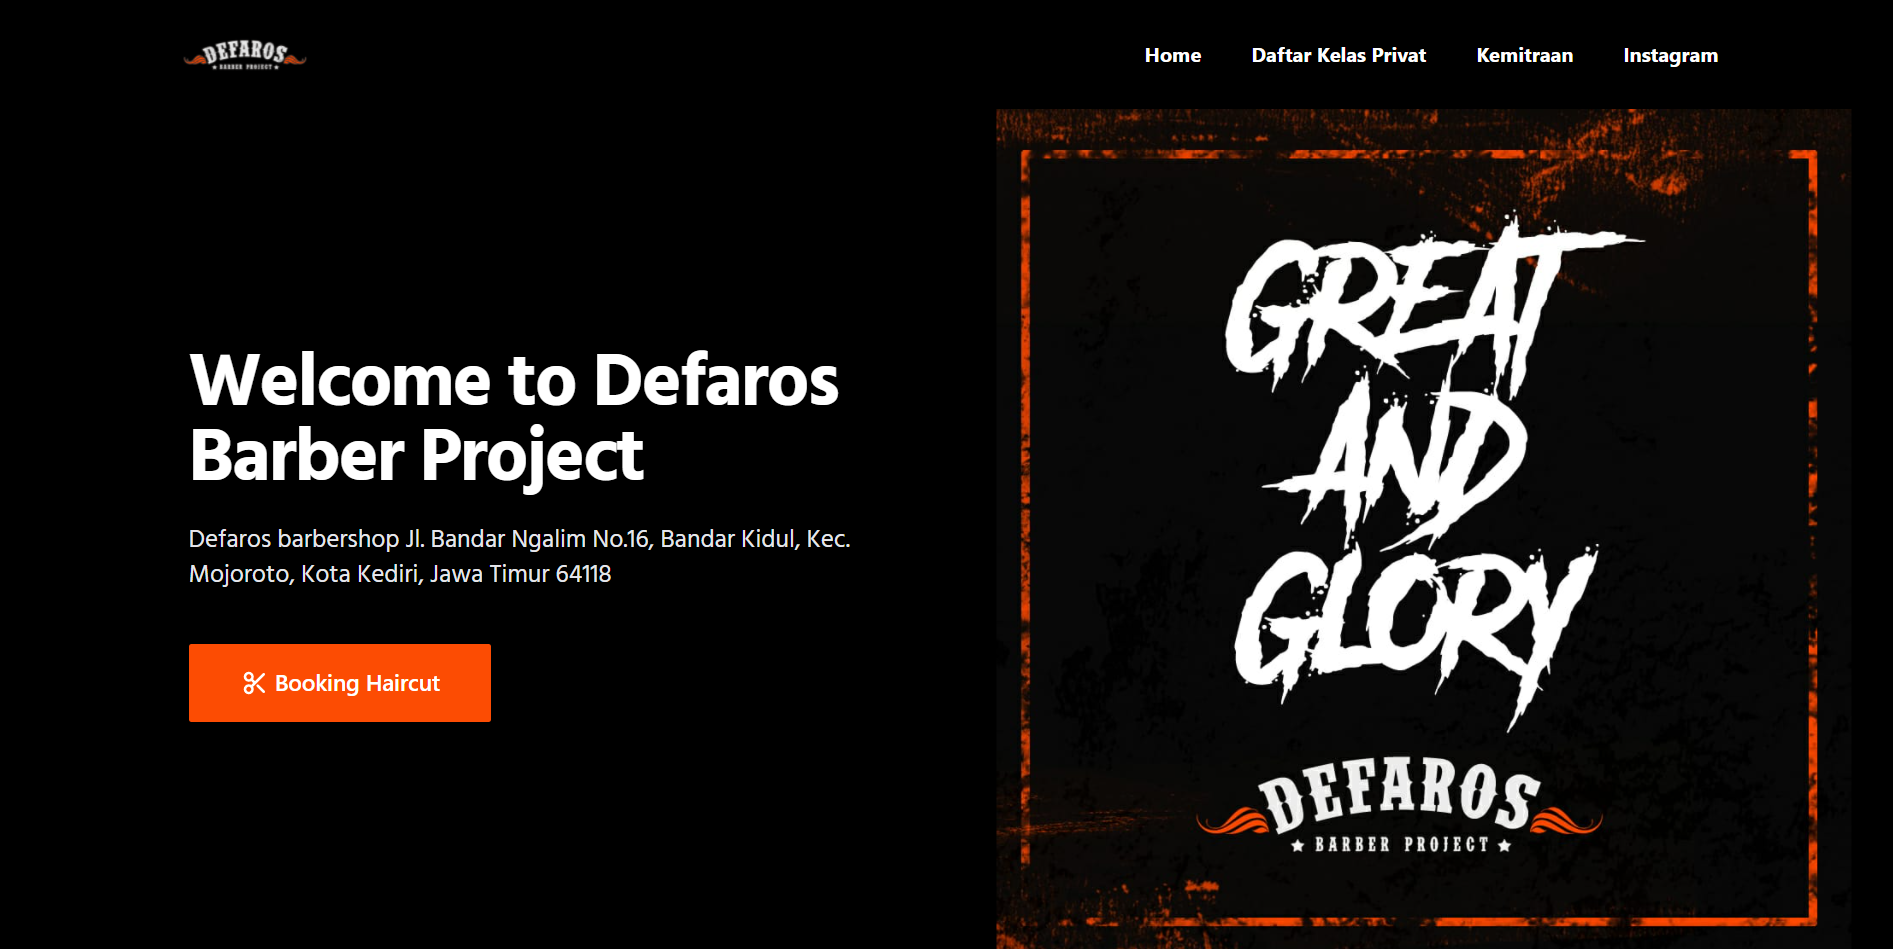 DEFAROS
BARBER PROJECT
Home
Daftar Kelas Privat
Kemitraan
Instagram
Welcome to Defaros
Barber Project
Defaros barbershop Jl. Bandar Ngalim No.16, Bandar Kidul, Kec.
Mojoroto, Kota Kediri, Jawa Timur 64118
Booking Haircut
GREAT
AND
GLORY
DEFAROS
BARBER PROJECT